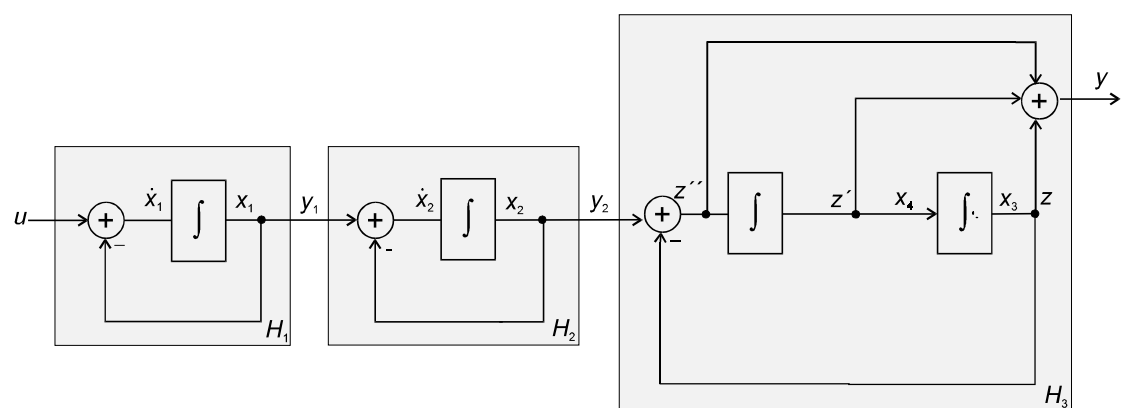 u
+
−
ẋ₁
∫
x₁
H₁
y₁
+
-
ẋ₂
∫
x₂
H₂
y₂
+
−
z´´
∫
z´
x₄
∫
x₃
z
+
y
H₃